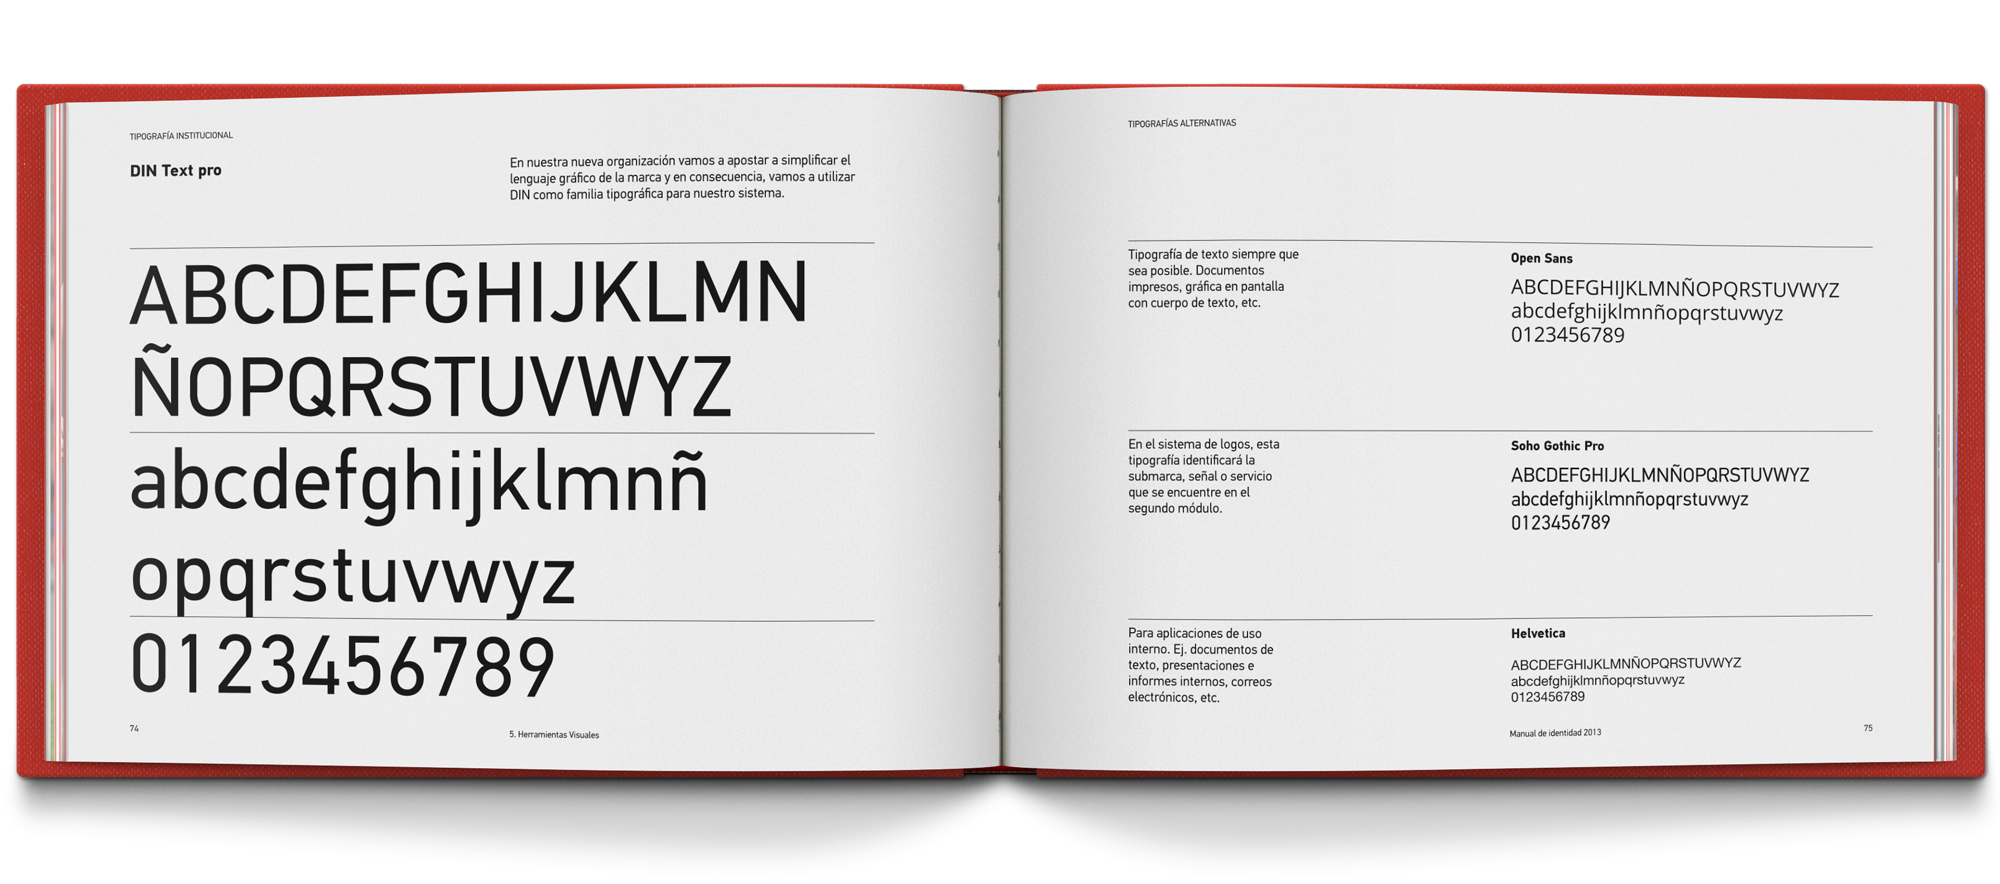 TIPOGRAFÍA INSTITUCIONAL
DIN Text pro
En nuestra nueva organización vamos a apostar a simplificar el
lenguaje gráfico de la marca y en consecuencia, vamos a utilizar
DIN como familia tipográfica para nuestro sistema.
ABCDEFGHIJKLMN
ÑOPQRSTUVWYZ
abcdefghijklmnñ
opqrstuvwyz
0123456789
74
5. Herramientas Visuales
TIPOGRAFÍAS ALTERNATIVAS
Tipografía de texto siempre que
sea posible. Documentos
impresos, gráfica en pantalla
con cuerpo de texto, etc.
Open Sans
ABCDEFGHIJKLMNÑOPQRSTUVWYZ
abcdefghijklmnñopqrstuvwyz
0123456789
En el sistema de logos, esta
tipografía identificará la
submarca, señal o servicio
que se encuentre en el
segundo módulo.
Soho Gothic Pro
ABCDEFGHIJKLMNÑOPQRSTUVWYZ
abcdefghijklmnñopqrstuvwyz
0123456789
Para aplicaciones de uso
interno. Ej. documentos de
texto, presentaciones e
informes internos, correos
electrónicos, etc.
Helvetica
ABCDEFGHIJKLMNÑOPQRSTUVWYZ
abcdefghijklmnñopqrstuvwyz
0123456789
Manual de identidad 2013
75